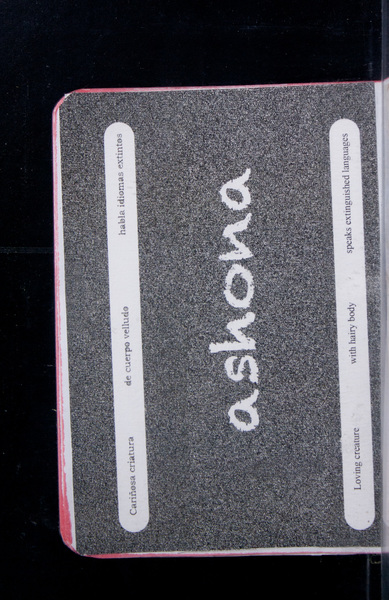 Cariñosa criatura de cuerpo velludo habla idiomas extintos
ashona
Loving creature with hairy body speaks extinguished languages